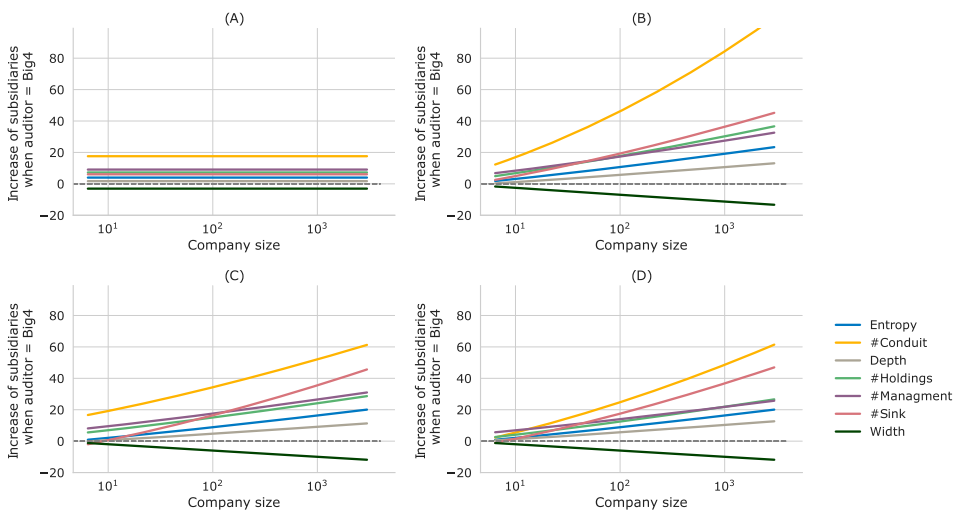 (A)
Increase of subsidiaries
when auditor = Big4
80
60
40
20
0
−20
10¹
10²
10³
Company size
(B)
Increase of subsidiaries
when auditor = Big4
80
60
40
20
0
−20
10¹
10²
10³
Company size
(C)
Increase of subsidiaries
when auditor = Big4
80
60
40
20
0
−20
10¹
10²
10³
Company size
(D)
Increase of subsidiaries
when auditor = Big4
80
60
40
20
0
−20
10¹
10²
10³
Company size
Entropy
#Conduit
Depth
#Holdings
#Managment
#Sink
Width